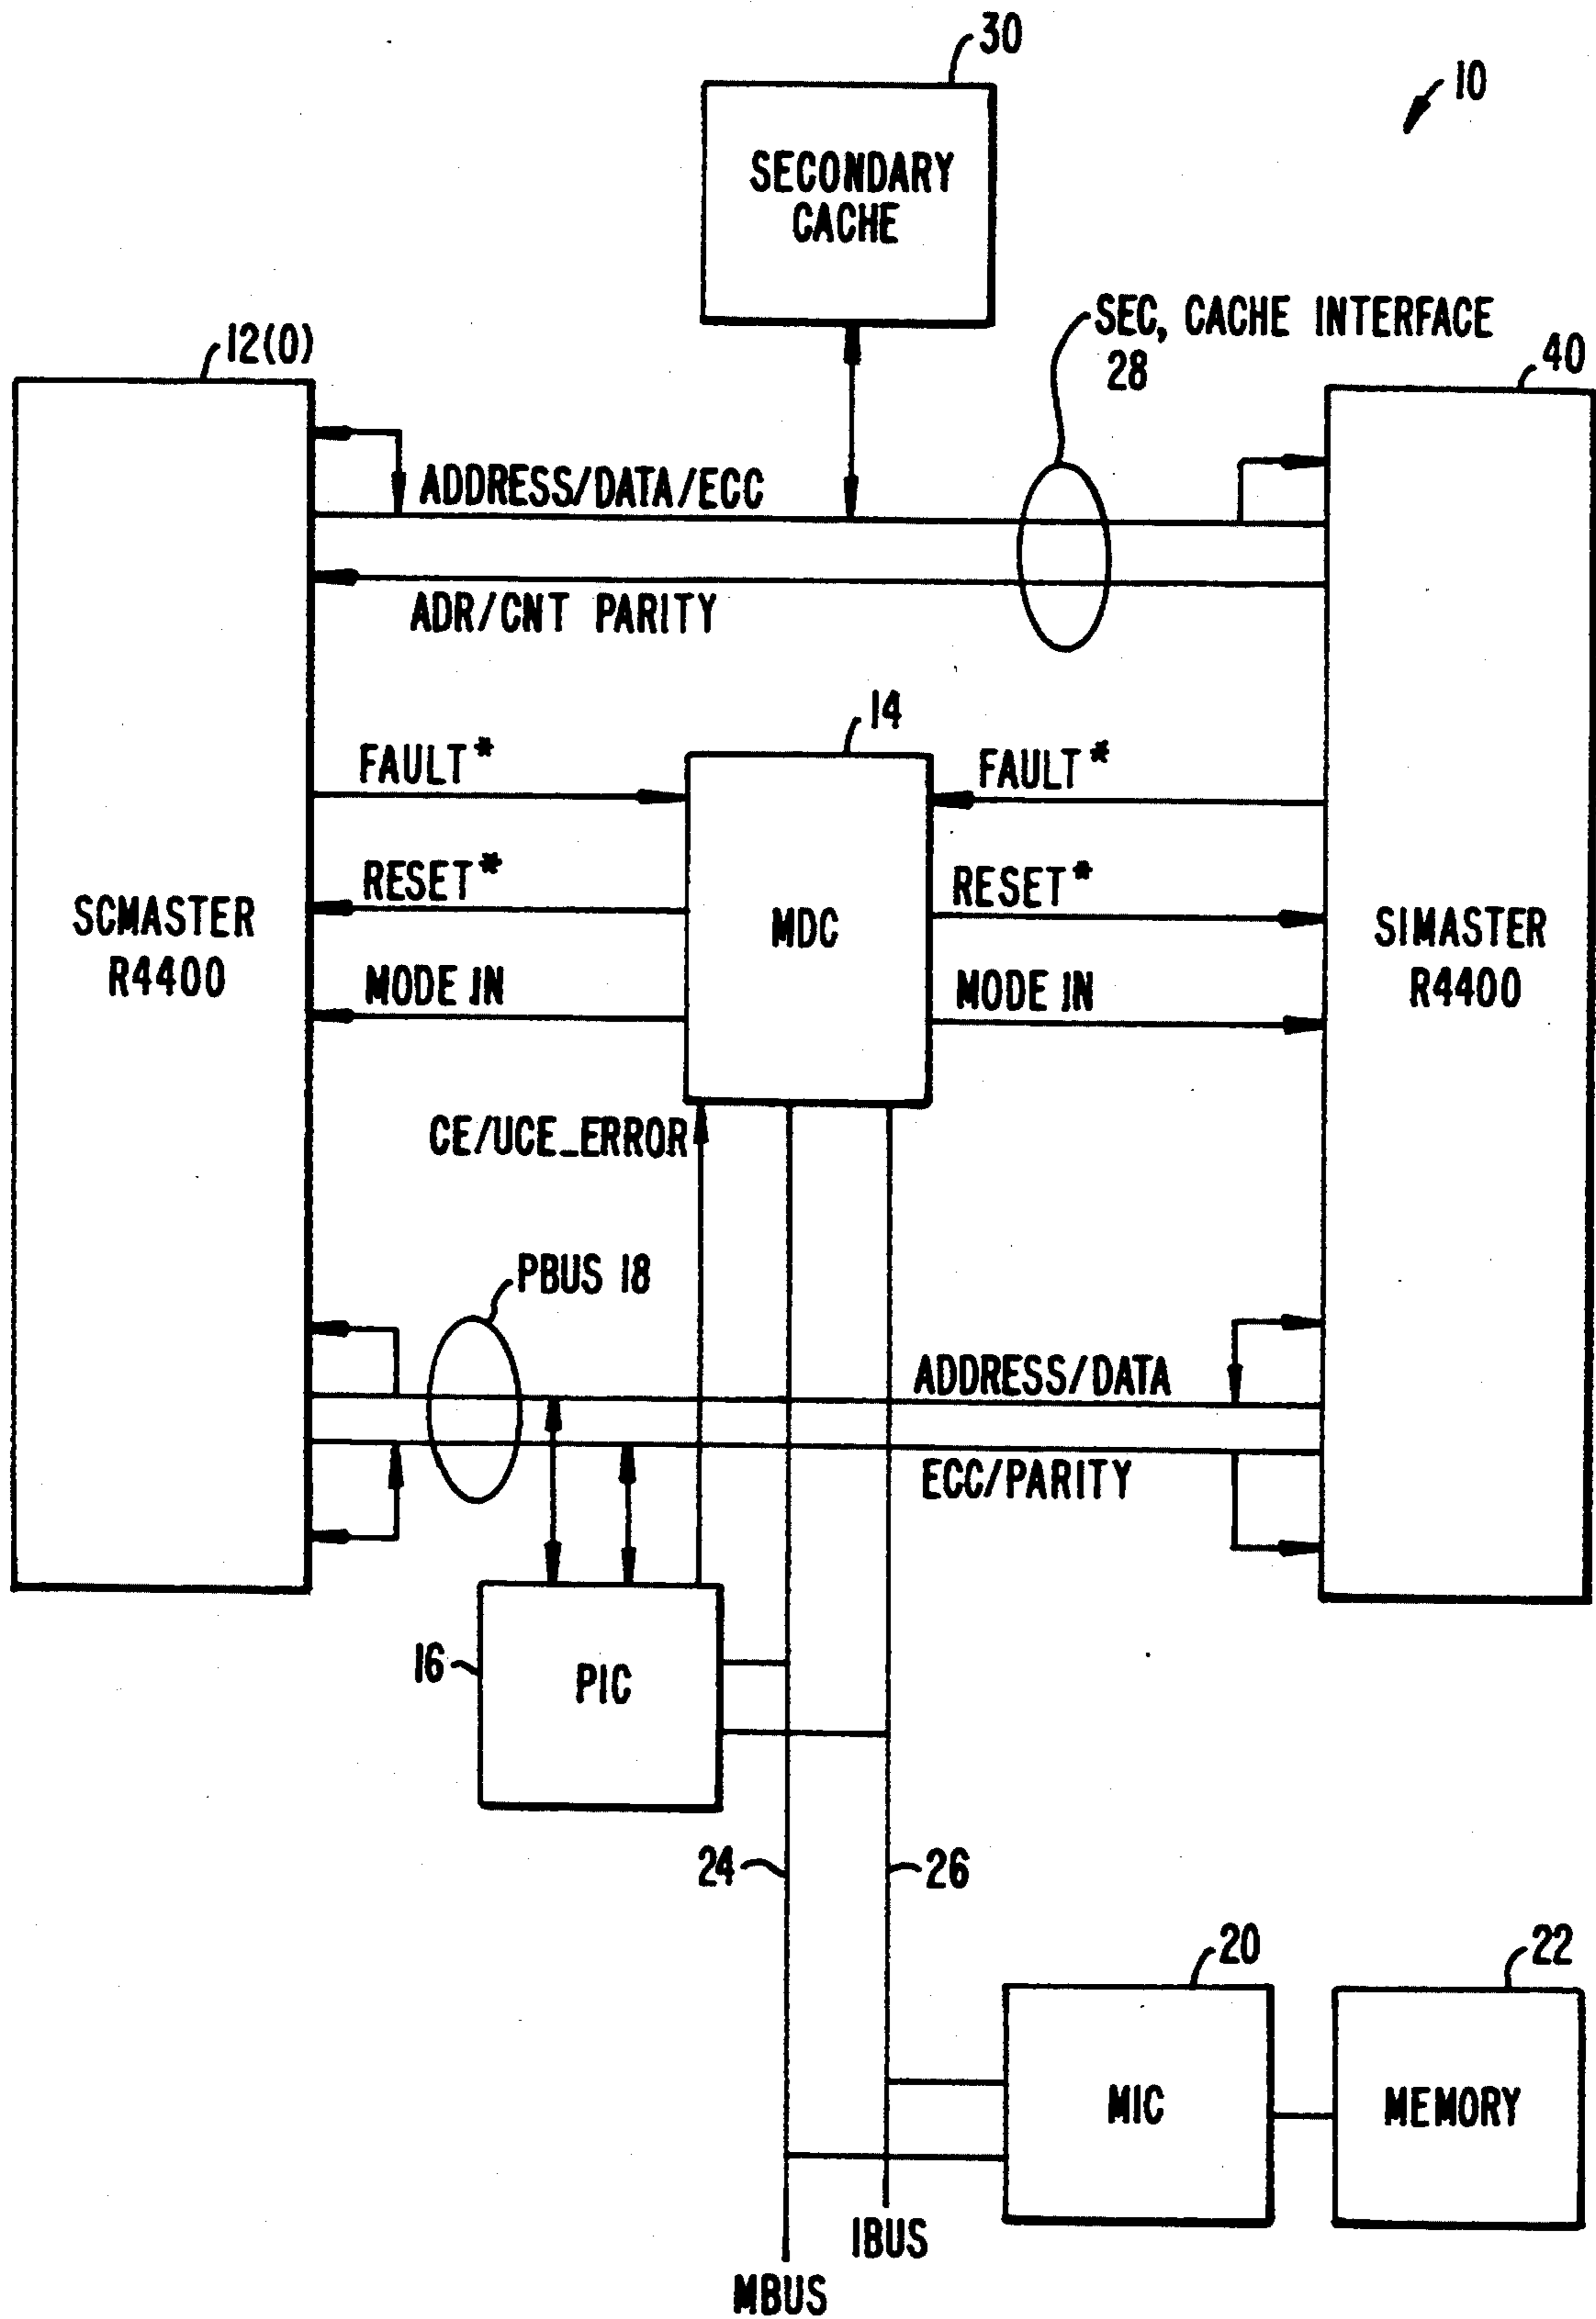 30
10
SECONDARY
CACHE
SEC, CACHE INTERFACE
28
12(0)
40
ADDRESS/DATA/ECC
ADR/CNT PARITY
14
FAULT*
FAULT*
RESET*
RESET*
MDC
SCMASTER
R4400
SIMASTER
R4400
MODE IN
MODE IN
CE/UCE_ERROR
PBUS 18
ADDRESS/DATA
ECC/PARITY
16
PIC
24
26
20
22
MIC
MEMORY
IBUS
MBUS